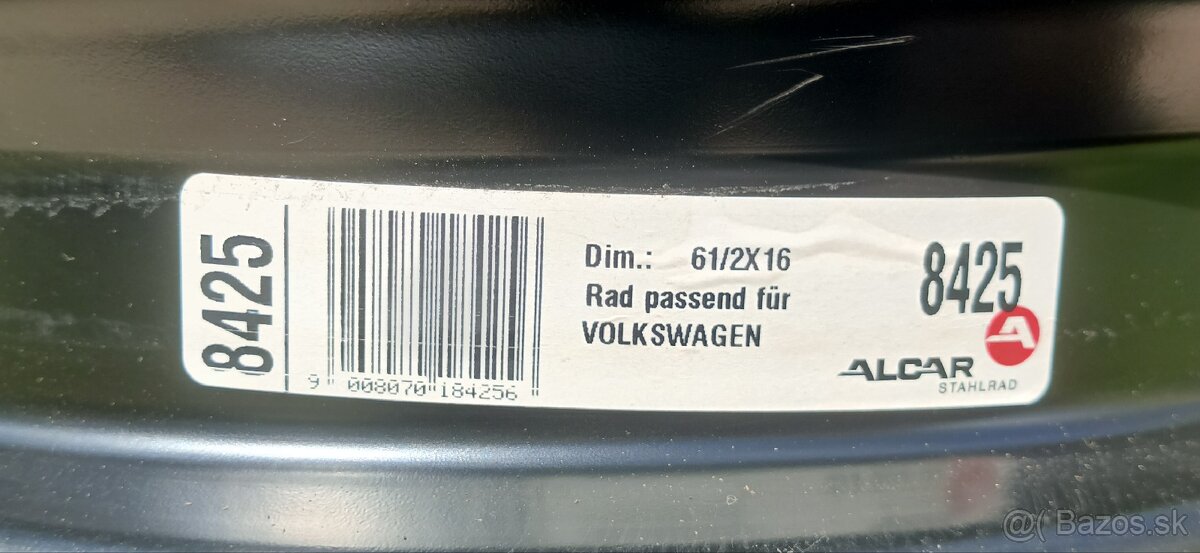 8425
9 008070 184256
Dim.: 61/2X16
Rad passend für
VOLKSWAGEN
8425
A
ALCAR
STAHLRAD
@( Bazos.sk